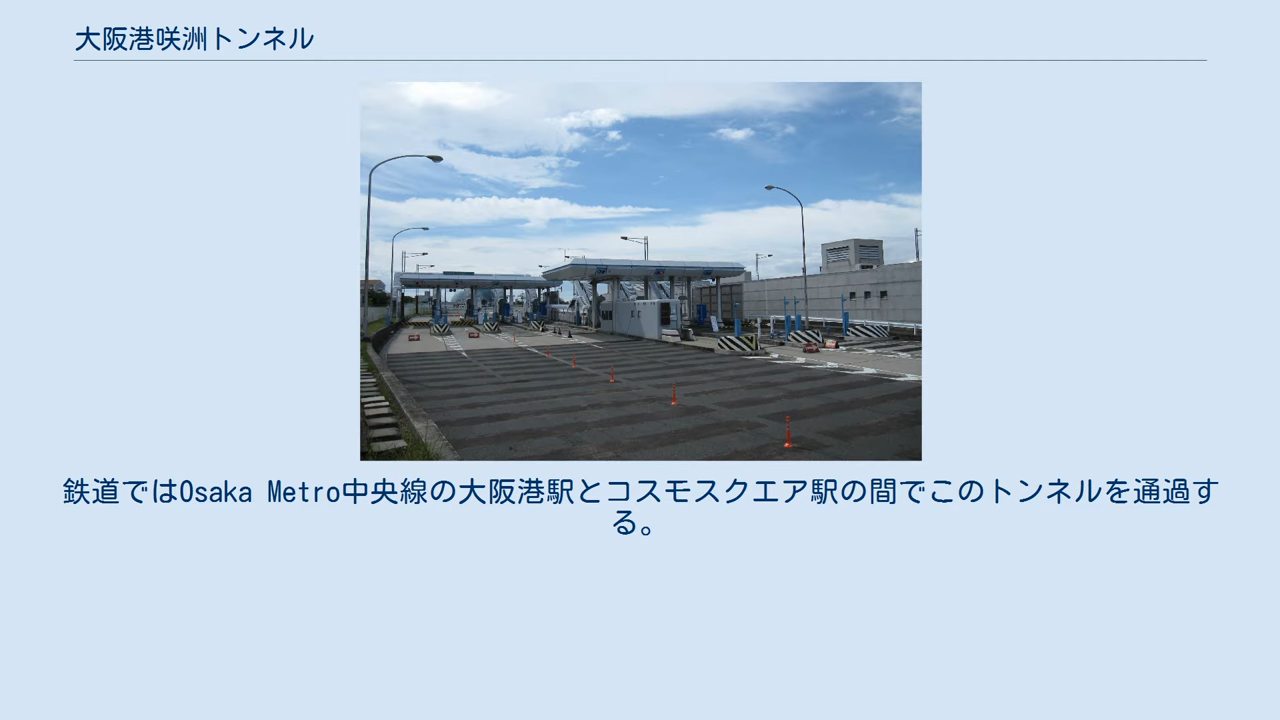 大阪港咲洲トンネル
鉄道ではOsaka Metro中央線の大阪港駅とコスモスクエア駅の間でこのトンネルを通過す
る。